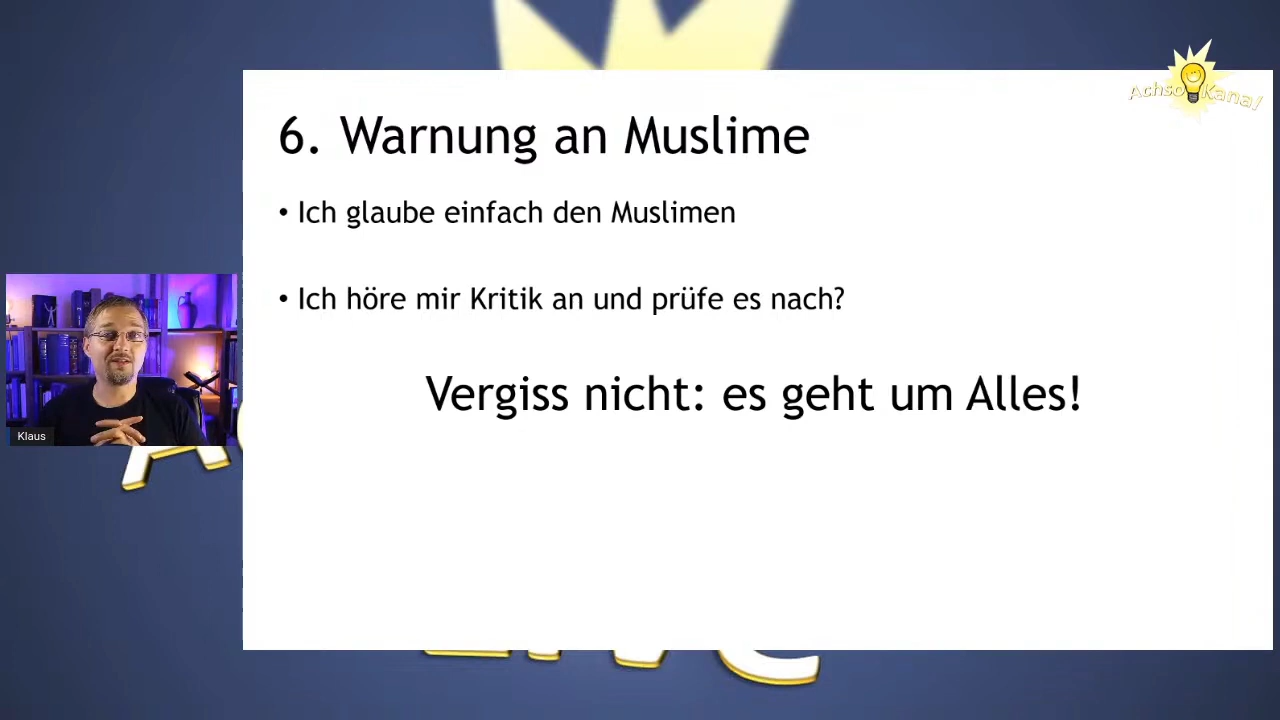 Achso Kanal
6. Warnung an Muslime
• Ich glaube einfach den Muslimen
• Ich höre mir Kritik an und prüfe es nach?
Vergiss nicht: es geht um Alles!
Klaus